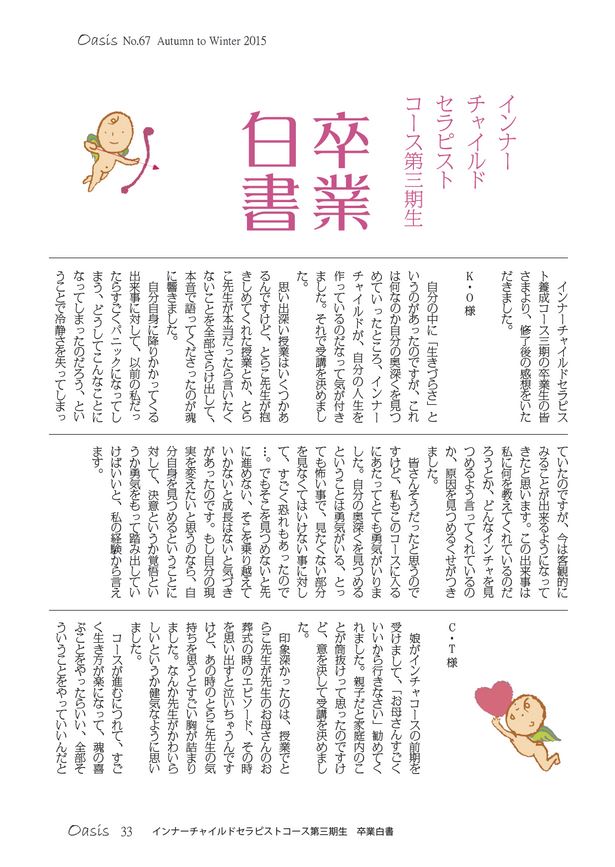 Oasis No.67 Autumn to Winter 2015
インナー
チャイルド
セラピスト
コース第三期生
卒業
白書
インナーチャイルドセラピス
ト養成コース三期の卒業生の皆
さまより、修了後の感想をいた
だきました。
K・O 様
自分の中に「生きづらさ」と
いうのがあったのですが、これ
は何なのか自分の奥深くを見つ
めていったところ、インナー
チャイルドが、自分の人生を
作っているのだなって気が付き
ました。それで受講を決めまし
た。
思い出深い授業はいくつかあ
るんですけど、とらこ先生が抱
きしめてくれた授業とか、とら
こ先生が本当だったら言いたく
ないことを全部さらけ出して、
本音で語ってくださったのが魂
に響きました。
自分自身に降りかかってくる
出来事に対して、以前の私だっ
たらすごくパニックになってし
まう、どうしてこんなことに
なってしまったのだろう、とい
うことで冷静さを失ってしまっ
ていたのですが、今は客観的に
みることが出来るようになって
きたと思います。この出来事は
私に何を教えてくれているのだ
ろうとか、どんなインチャを見
つめるよう言ってくれているの
か、原因を見つめるくせがつき
ました。
皆さんそうだったと思うので
すけど、私もこのコースに入る
にあたってとても勇気がいりま
した。自分の奥深くを見つめる
ということは勇気がいる、とっ
ても怖い事で、見たくない部分
を見なくてはいけない事に対し
て、すごく恐れもあったので
…。でもそこを見つめないと先
に進めない、そこを乗り越えて
いかないと成長はないと気づき
があったのです。もし自分の現
実を変えたいと思うのなら、自
分自身を見つめるということに
対して、決意というか覚悟とい
うか勇気をもって踏み出してい
けばいいと、私の経験から言え
ます。
C・T 様
娘がインチャコースの前期を
受けまして、「お母さんすごく
いいから行きなさい」勧めてく
れました。親子だと家庭内のこ
とが筒抜けって思ったのですけ
ど、意を決して受講を決めまし
た。
印象深かったのは、授業でと
らこ先生が先生のお母さんのお
葬式の時のエピソード、その時
を思い出すと泣いちゃうんです
けど、あの時のとらこ先生の気
持ちを思うとすごい胸が詰まり
ました。なんか先生がかわいら
しいというか健気なように思い
ました。
コースが進むにつれて、すご
く生き方が楽になって、魂の喜
ぶことをやったらいい、全部そ
ういうことをやっていいんだと
Oasis 33 インナーチャイルドセラピストコース第三期生 卒業白書